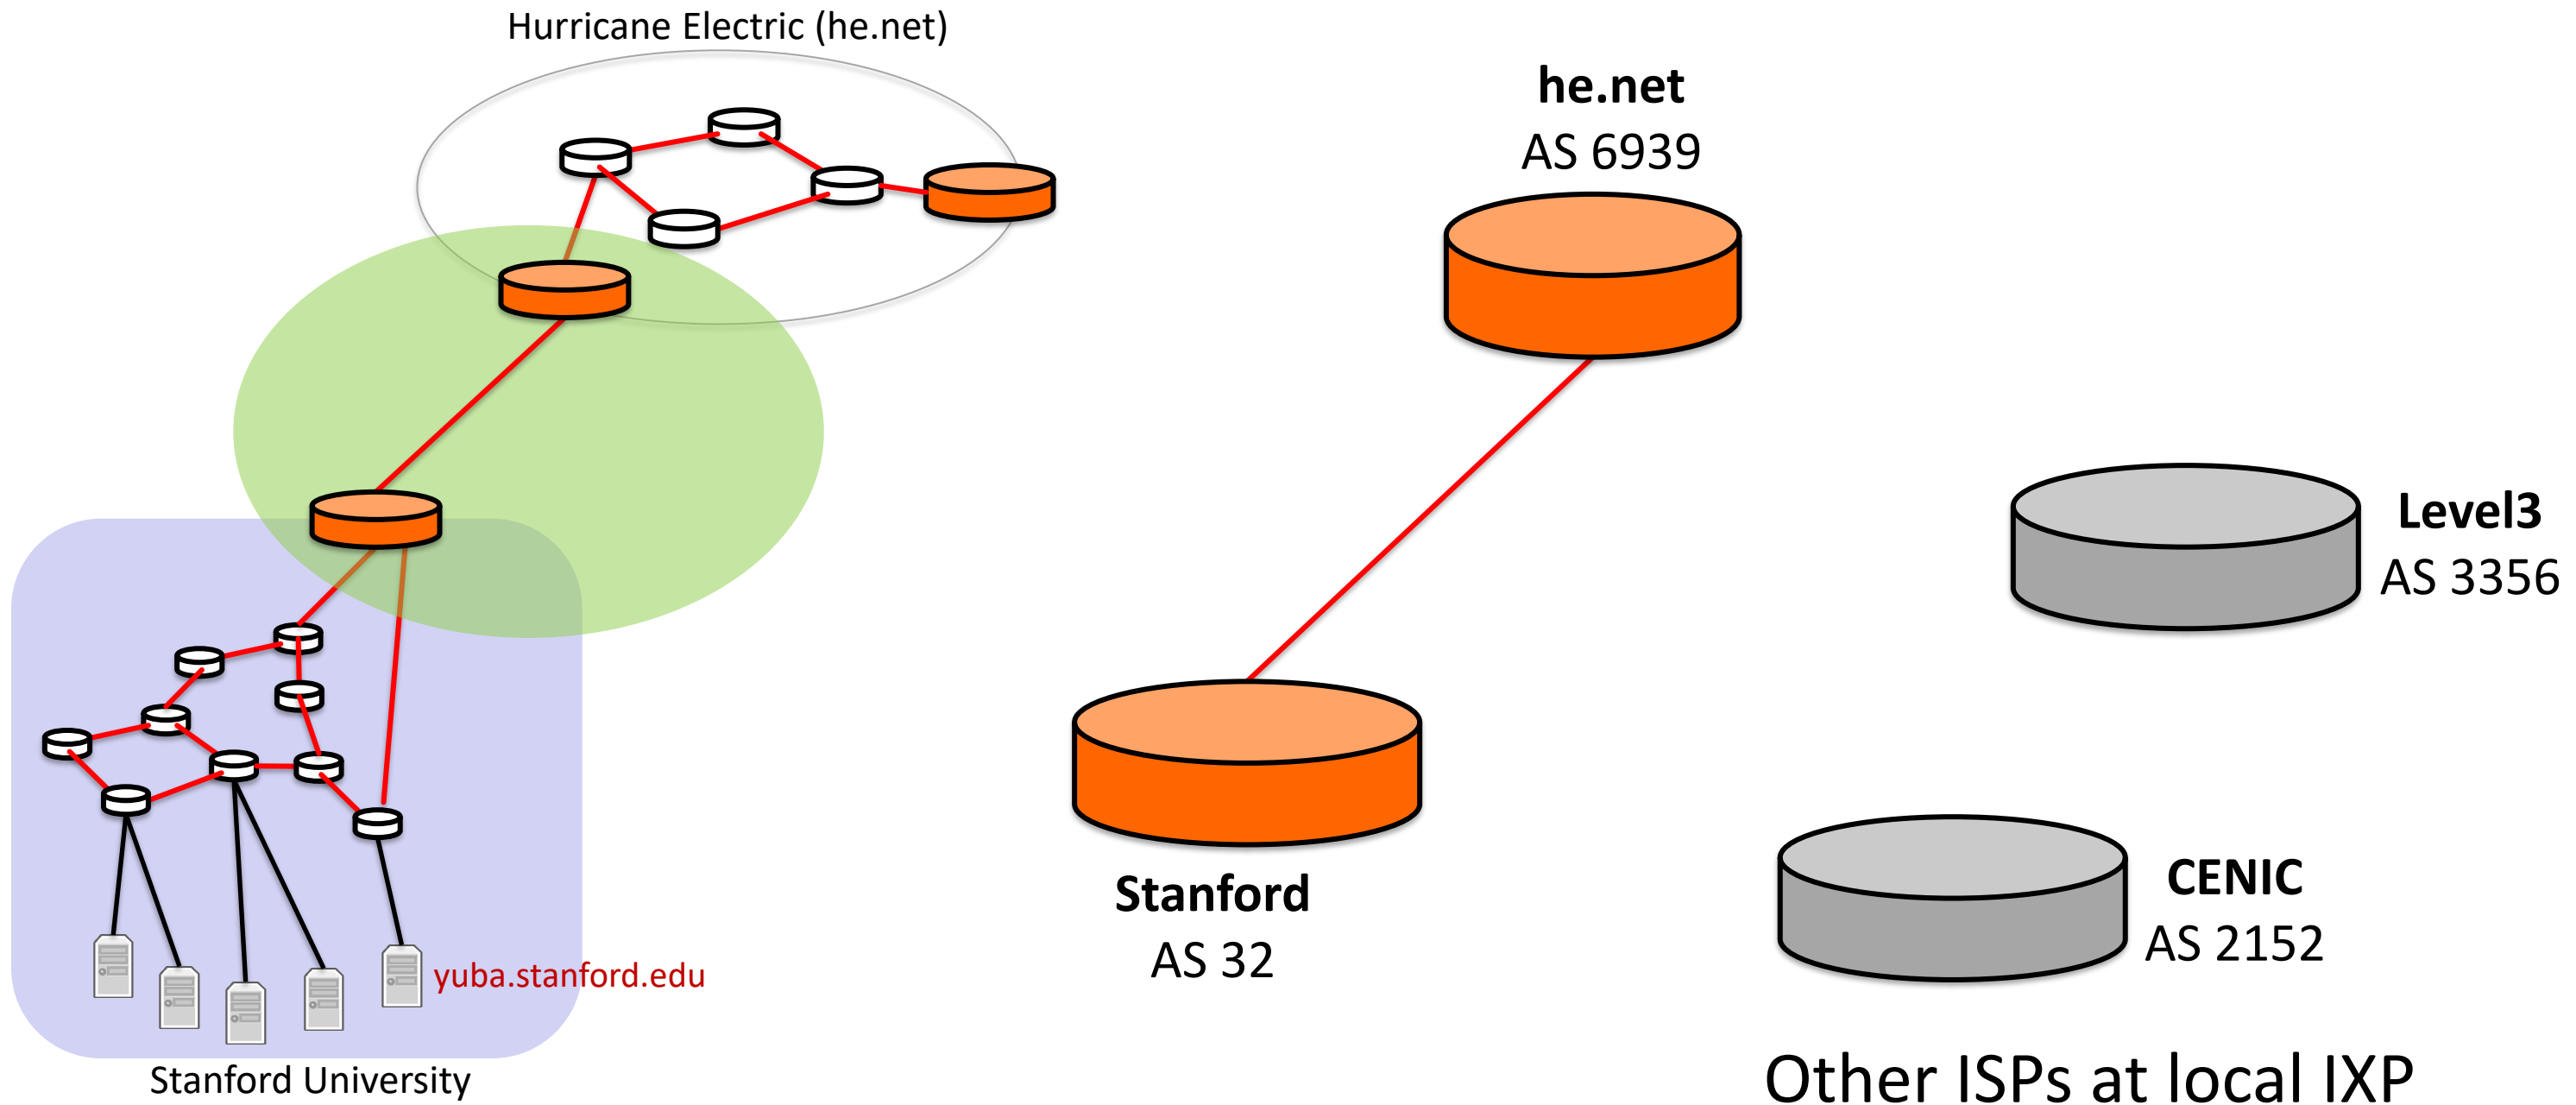 Hurricane Electric (he.net)
yuba.stanford.edu
Stanford University
he.net
AS 6939
Level3
AS 3356
Stanford
AS 32
CENIC
AS 2152
Other ISPs at local IXP